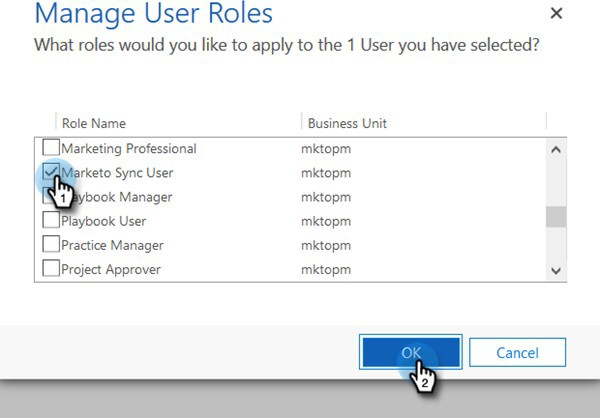 Manage User Roles
What roles would you like to apply to the 1 User you have selected?
Role Name Business Unit
Marketing Professional mktopm
Marketo Sync User mktopm
1
Playbook Manager mktopm
Playbook User mktopm
Practice Manager mktopm
Project Approver mktopm
OK Cancel
2